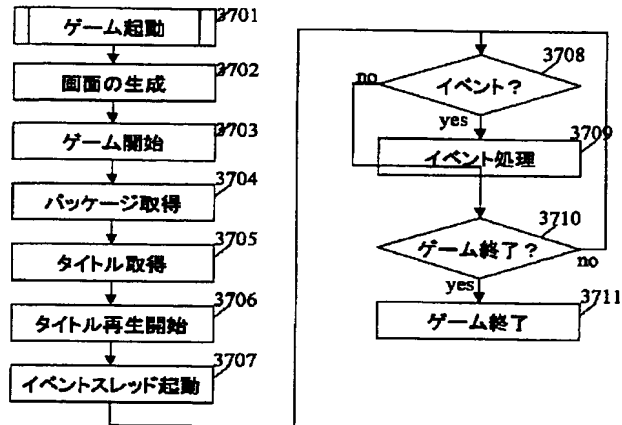 ゲーム起動
3701
画面の生成
3702
ゲーム開始
3703
パッケージ取得
3704
タイトル取得
3705
タイトル再生開始
3706
イベントスレッド起動
3707
イベント?
3708
no
yes
イベント処理
3709
ゲーム終了?
3710
no
yes
ゲーム終了
3711